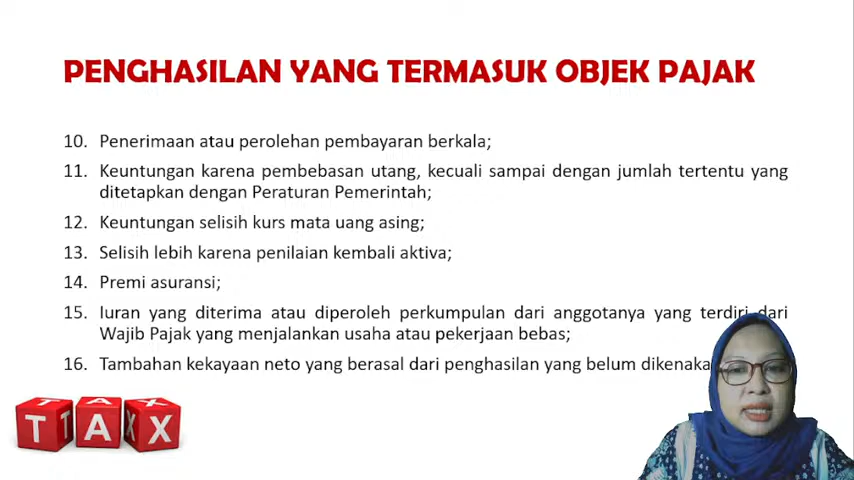 PENGHASILAN YANG TERMASUK OBJEK PAJAK
10. Penerimaan atau perolehan pembayaran berkala;
11. Keuntungan karena pembebasan utang, kecuali sampai dengan jumlah tertentu yang
ditetapkan dengan Peraturan Pemerintah;
12. Keuntungan selisih kurs mata uang asing;
13. Selisih lebih karena penilaian kembali aktiva;
14. Premi asuransi;
15. Iuran yang diterima atau diperoleh perkumpulan dari anggotanya yang terdiri dari
Wajib Pajak yang menjalankan usaha atau pekerjaan bebas;
16. Tambahan kekayaan neto yang berasal dari penghasilan yang belum dikenaka
TAX